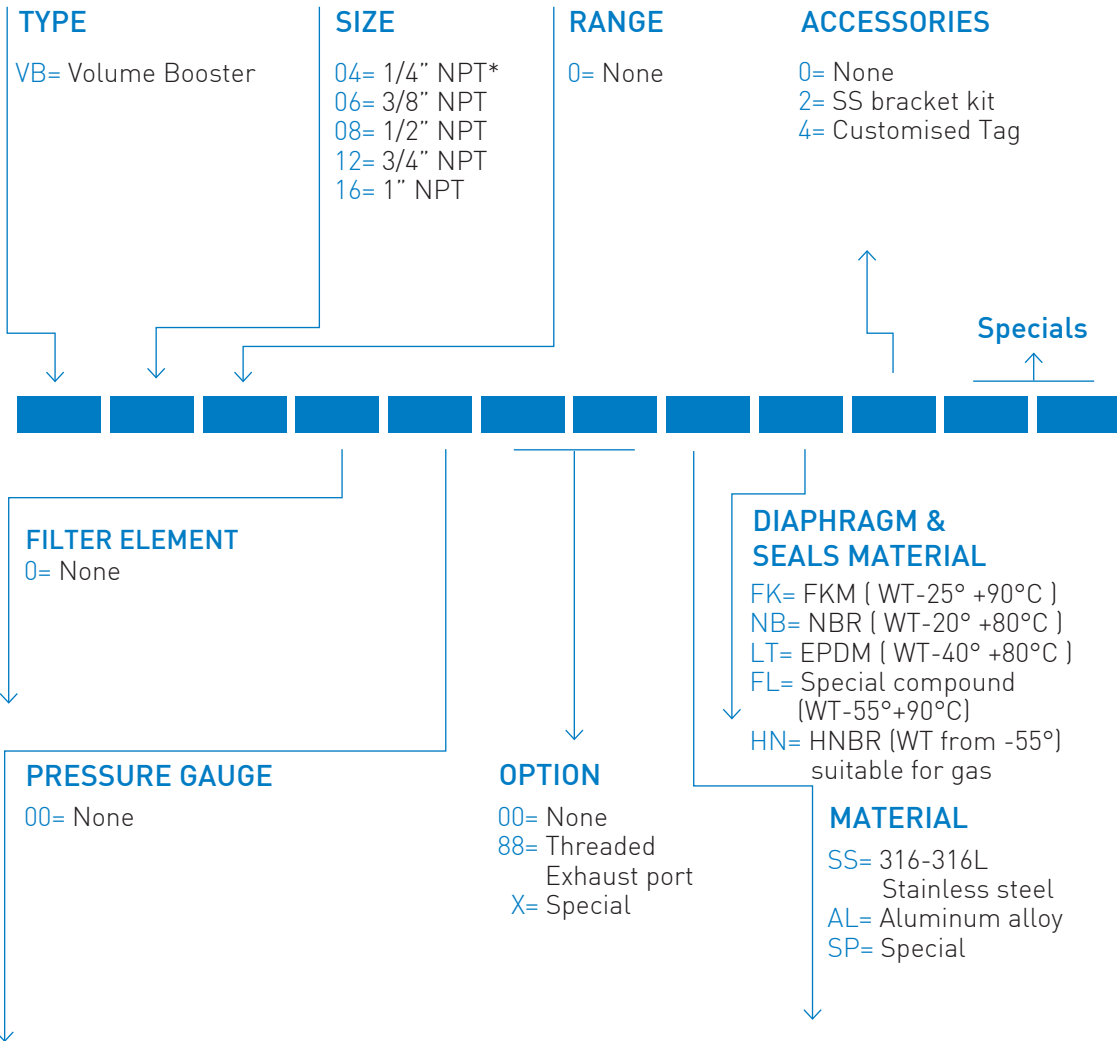 TYPE
VB= Volume Booster
SIZE
04= 1/4” NPT*
06= 3/8” NPT
08= 1/2” NPT
12= 3/4” NPT
16= 1” NPT
RANGE
0= None
ACCESSORIES
0= None
2= SS bracket kit
4= Customised Tag
Specials
FILTER ELEMENT
0= None
PRESSURE GAUGE
00= None
OPTION
00= None
88= Threaded
Exhaust port
X= Special
DIAPHRAGM &
SEALS MATERIAL
FK= FKM ( WT-25° +90°C )
NB= NBR ( WT-20° +80°C )
LT= EPDM ( WT-40° +80°C )
FL= Special compound
(WT-55°+90°C)
HN= HNBR (WT from -55°)
suitable for gas
MATERIAL
SS= 316-316L
Stainless steel
AL= Aluminum alloy
SP= Special